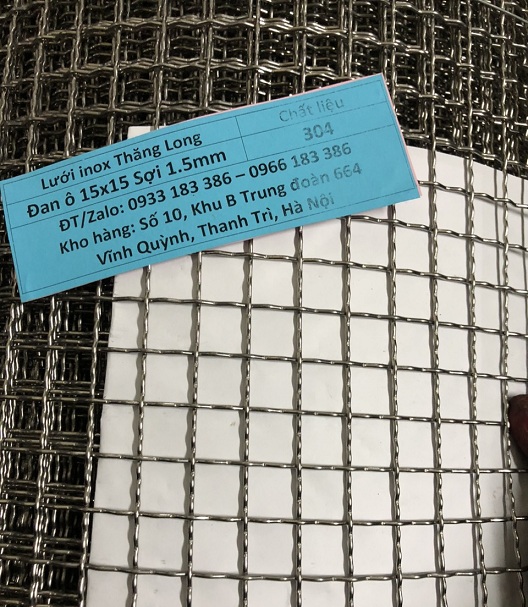 Lưới inox Thăng Long
Chất liệu
Đan ô 15x15 Sợi 1.5mm
304
ĐT/Zalo: 0933 183 386 – 0966 183 386
Kho hàng: Số 10, Khu B Trung đoàn 664
Vĩnh Quỳnh, Thanh Trì, Hà Nội